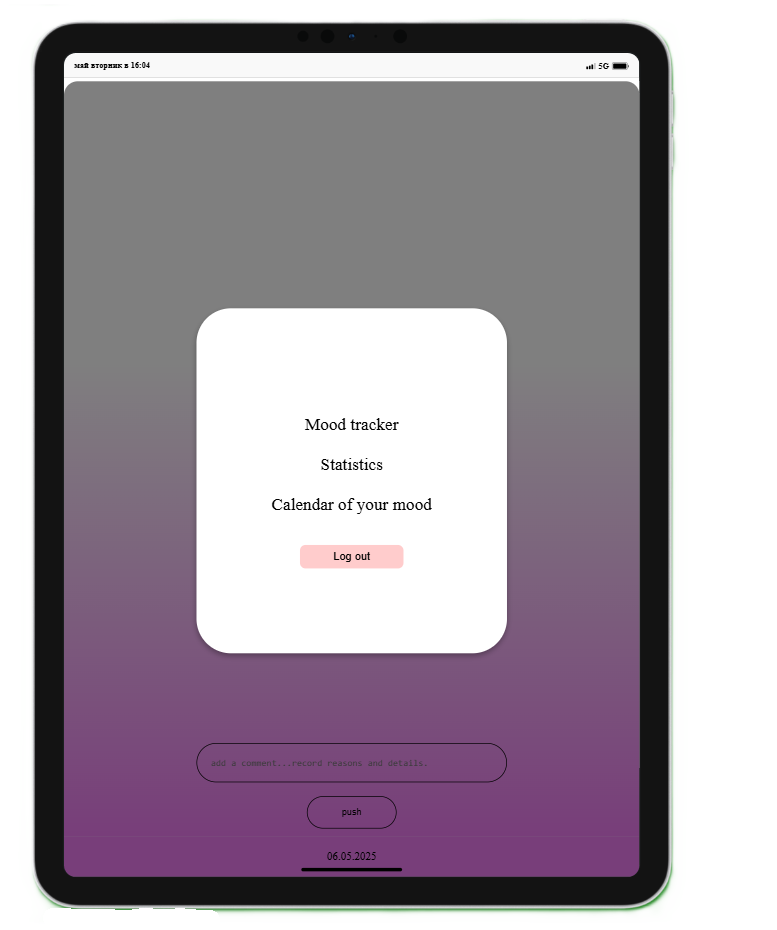 май вторник в 16:04
5G
Mood tracker
Statistics
Calendar of your mood
Log out
add a comment...record reasons and details.
push
06.05.2025